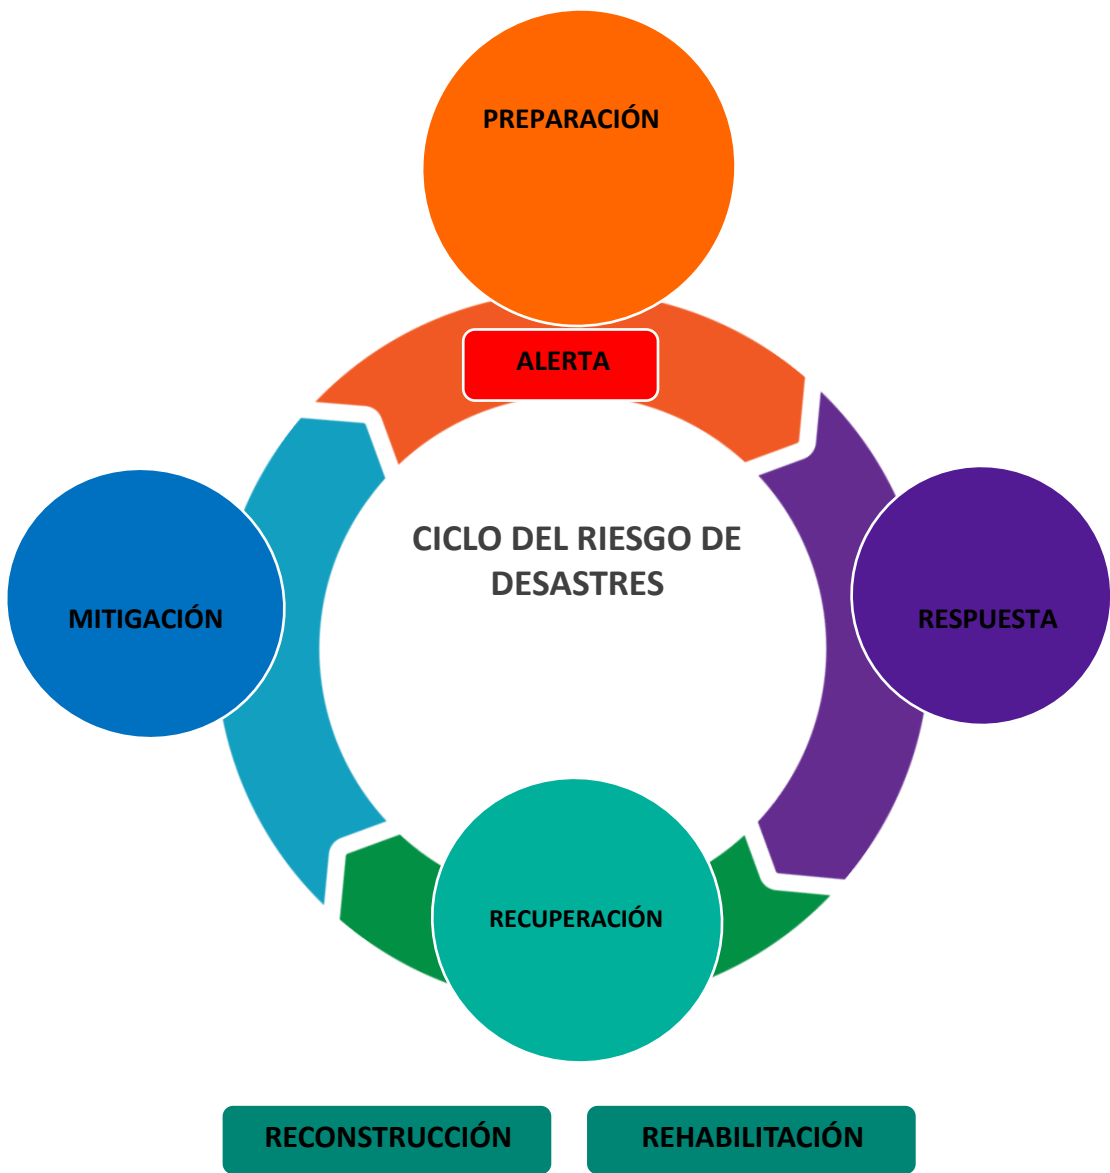 PREPARACIÓN
ALERTA
CICLO DEL RIESGO DE
DESASTRES
MITIGACIÓN
RESPUESTA
RECUPERACIÓN
RECONSTRUCCIÓN
REHABILITACIÓN